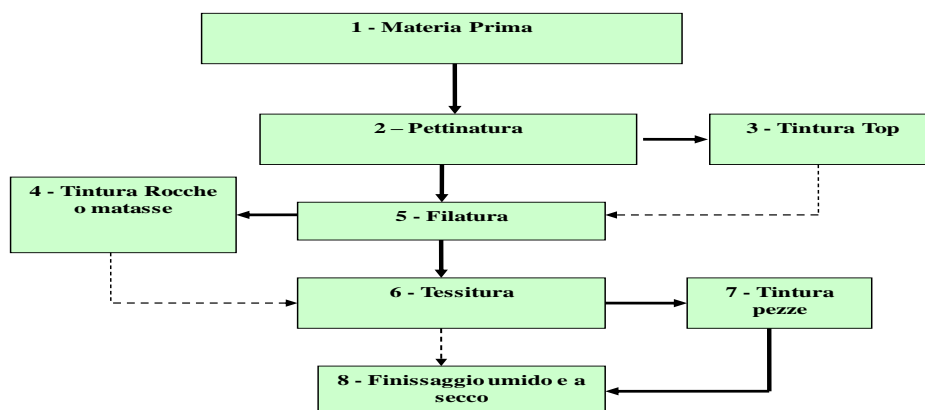 1 - Materia Prima
2 – Pettinatura
3 - Tintura Top
4 - Tintura Rocche
o matasse
5 - Filatura
6 - Tessitura
7 - Tintura
pezze
8 - Finissaggio umido e a
secco